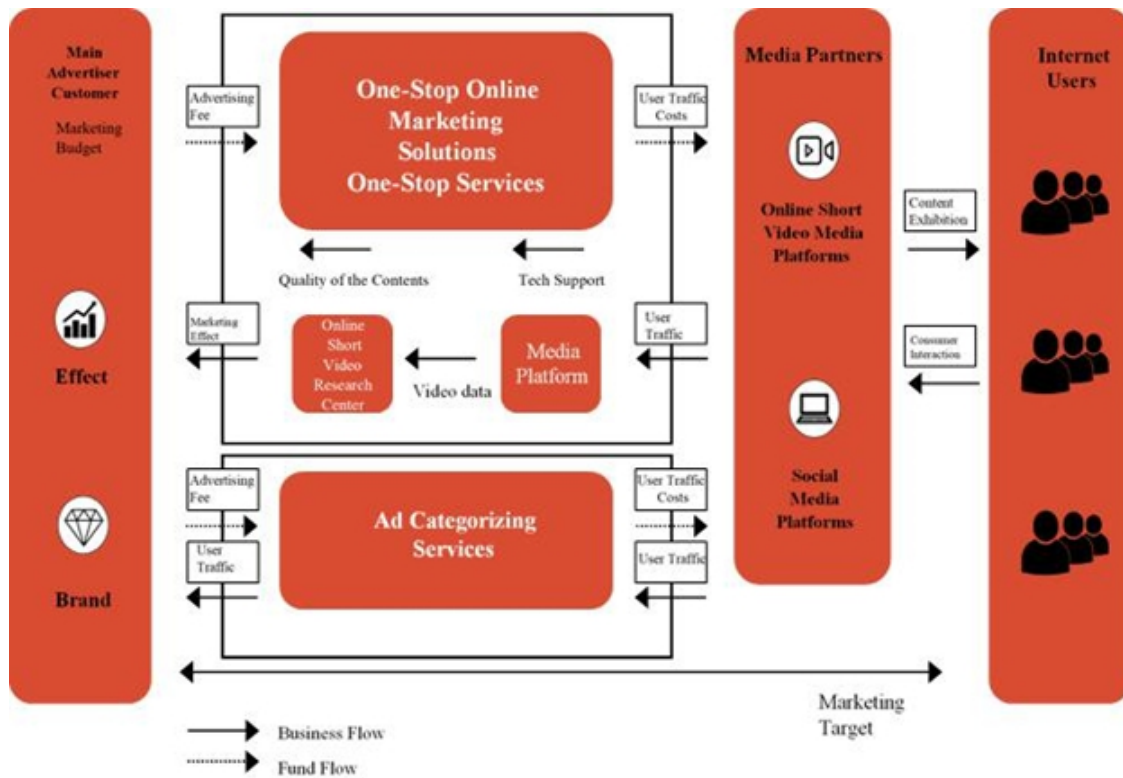 Main
Advertiser
Customer
Marketing
Budget
Effect
Brand
Advertising
Fee
One-Stop Online
Marketing
Solutions
One-Stop Services
User Traffic
Costs
Quality of the Contents
Tech Support
Marketing
Effect
Online
Short
Video
Research
Center
Video data
Media
Platform
User
Traffic
Advertising
Fee
User
Traffic
Ad Categorizing
Services
User Traffic
Costs
User Traffic
Media Partners
Online Short
Video Media
Platforms
Social
Media
Platforms
Content
Exhibition
Consumer
Interaction
Internet
Users
Marketing
Target
Business Flow
Fund Flow